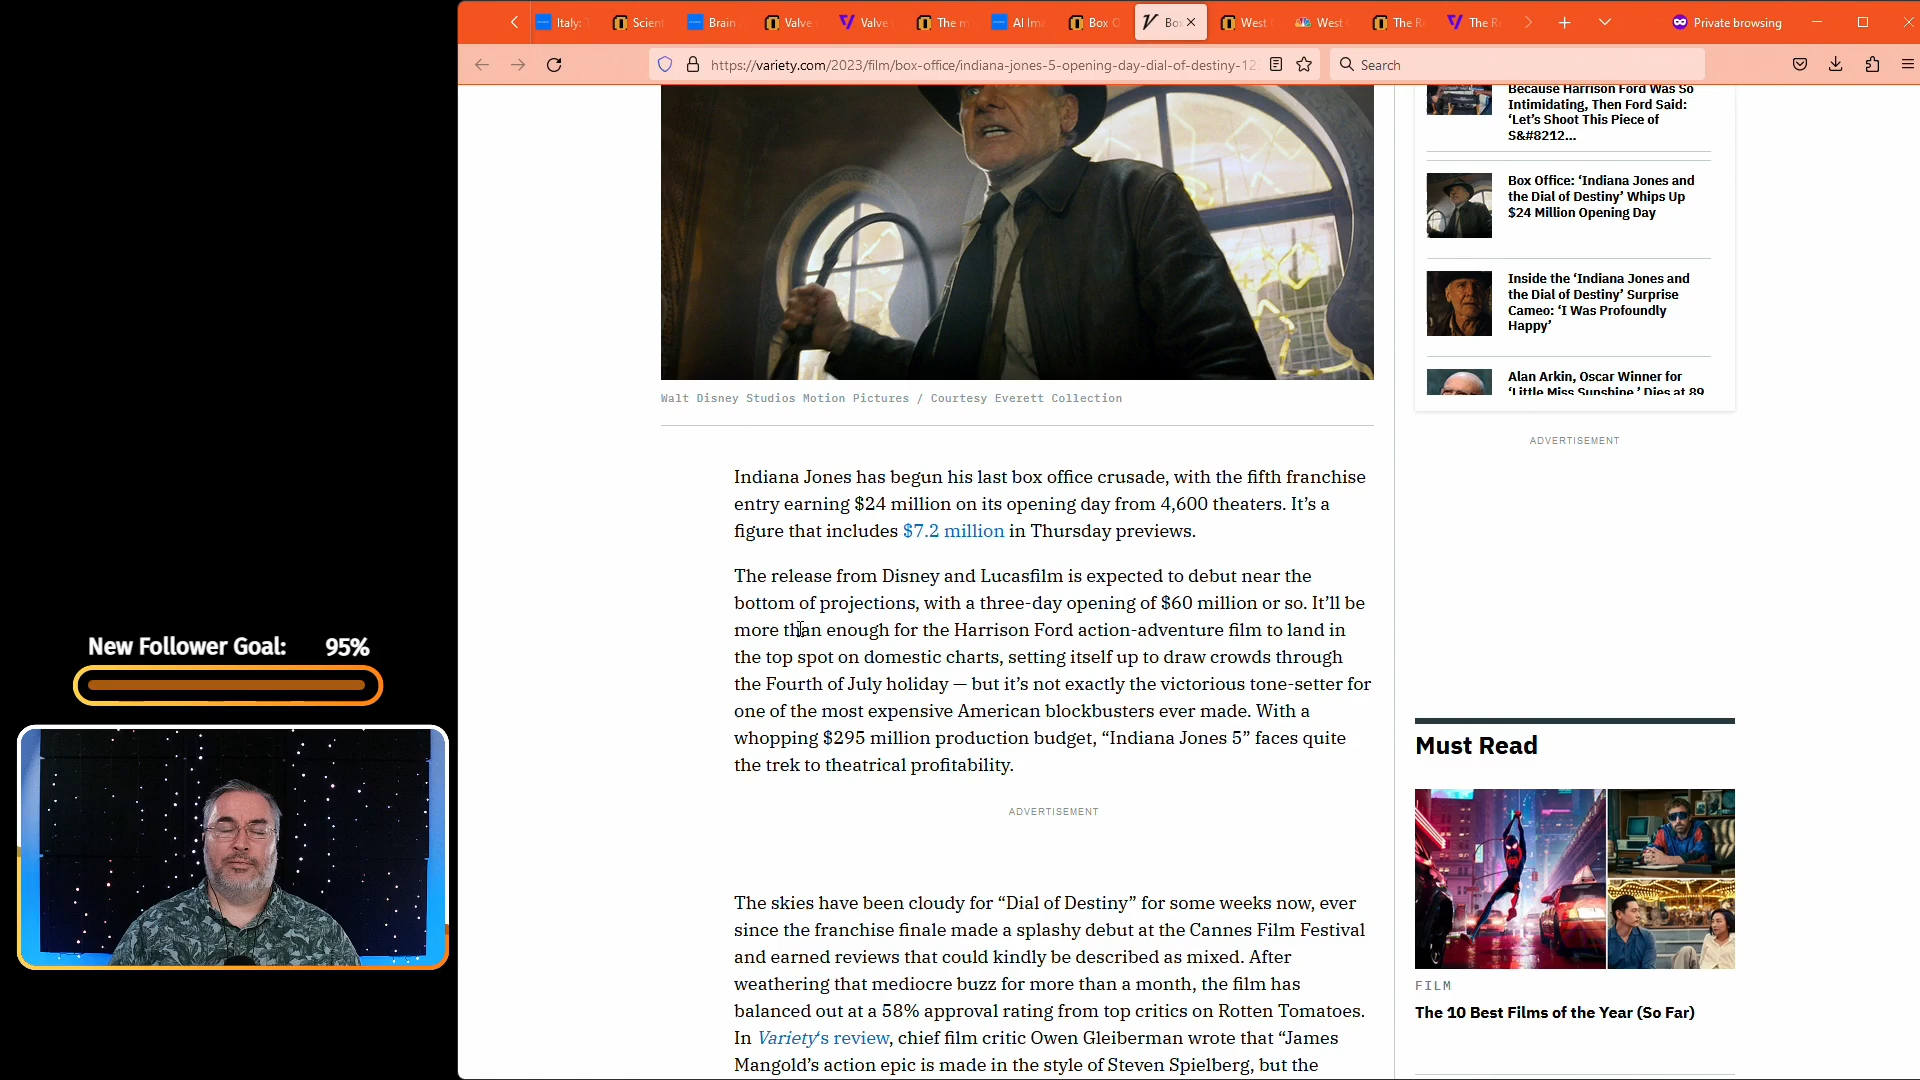 Italy:
Scient
Brain
Valve
Valve
The m
AI Im
Box O
Box
West
West
The R
The R
Private browsing
https://variety.com/2023/film/box-office/indiana-jones-5-opening-day-dial-of-destiny-12
Search
Because Harrison Ford Was So
Intimidating, Then Ford Said:
‘Let’s Shoot This Piece of
S&#8212...
Box Office: ‘Indiana Jones and
the Dial of Destiny’ Whips Up
$24 Million Opening Day
Inside the ‘Indiana Jones and
the Dial of Destiny’ Surprise
Cameo: ‘I Was Profoundly
Happy’
Alan Arkin, Oscar Winner for
‘Little Miss Sunshine,’ Dies at 89
Walt Disney Studios Motion Pictures / Courtesy Everett Collection
ADVERTISEMENT
Indiana Jones has begun his last box office crusade, with the fifth franchise
entry earning $24 million on its opening day from 4,600 theaters. It’s a
figure that includes $7.2 million in Thursday previews.
The release from Disney and Lucasfilm is expected to debut near the
bottom of projections, with a three-day opening of $60 million or so. It’ll be
more than enough for the Harrison Ford action-adventure film to land in
the top spot on domestic charts, setting itself up to draw crowds through
the Fourth of July holiday — but it’s not exactly the victorious tone-setter for
one of the most expensive American blockbusters ever made. With a
whopping $295 million production budget, “Indiana Jones 5” faces quite
the trek to theatrical profitability.
ADVERTISEMENT
The skies have been cloudy for “Dial of Destiny” for some weeks now, ever
since the franchise finale made a splashy debut at the Cannes Film Festival
and earned reviews that could kindly be described as mixed. After
weathering that mediocre buzz for more than a month, the film has
balanced out at a 58% approval rating from top critics on Rotten Tomatoes.
In Variety‘s review, chief film critic Owen Gleiberman wrote that “James
Mangold’s action epic is made in the style of Steven Spielberg, but the
Must Read
FILM
The 10 Best Films of the Year (So Far)
New Follower Goal: 95%